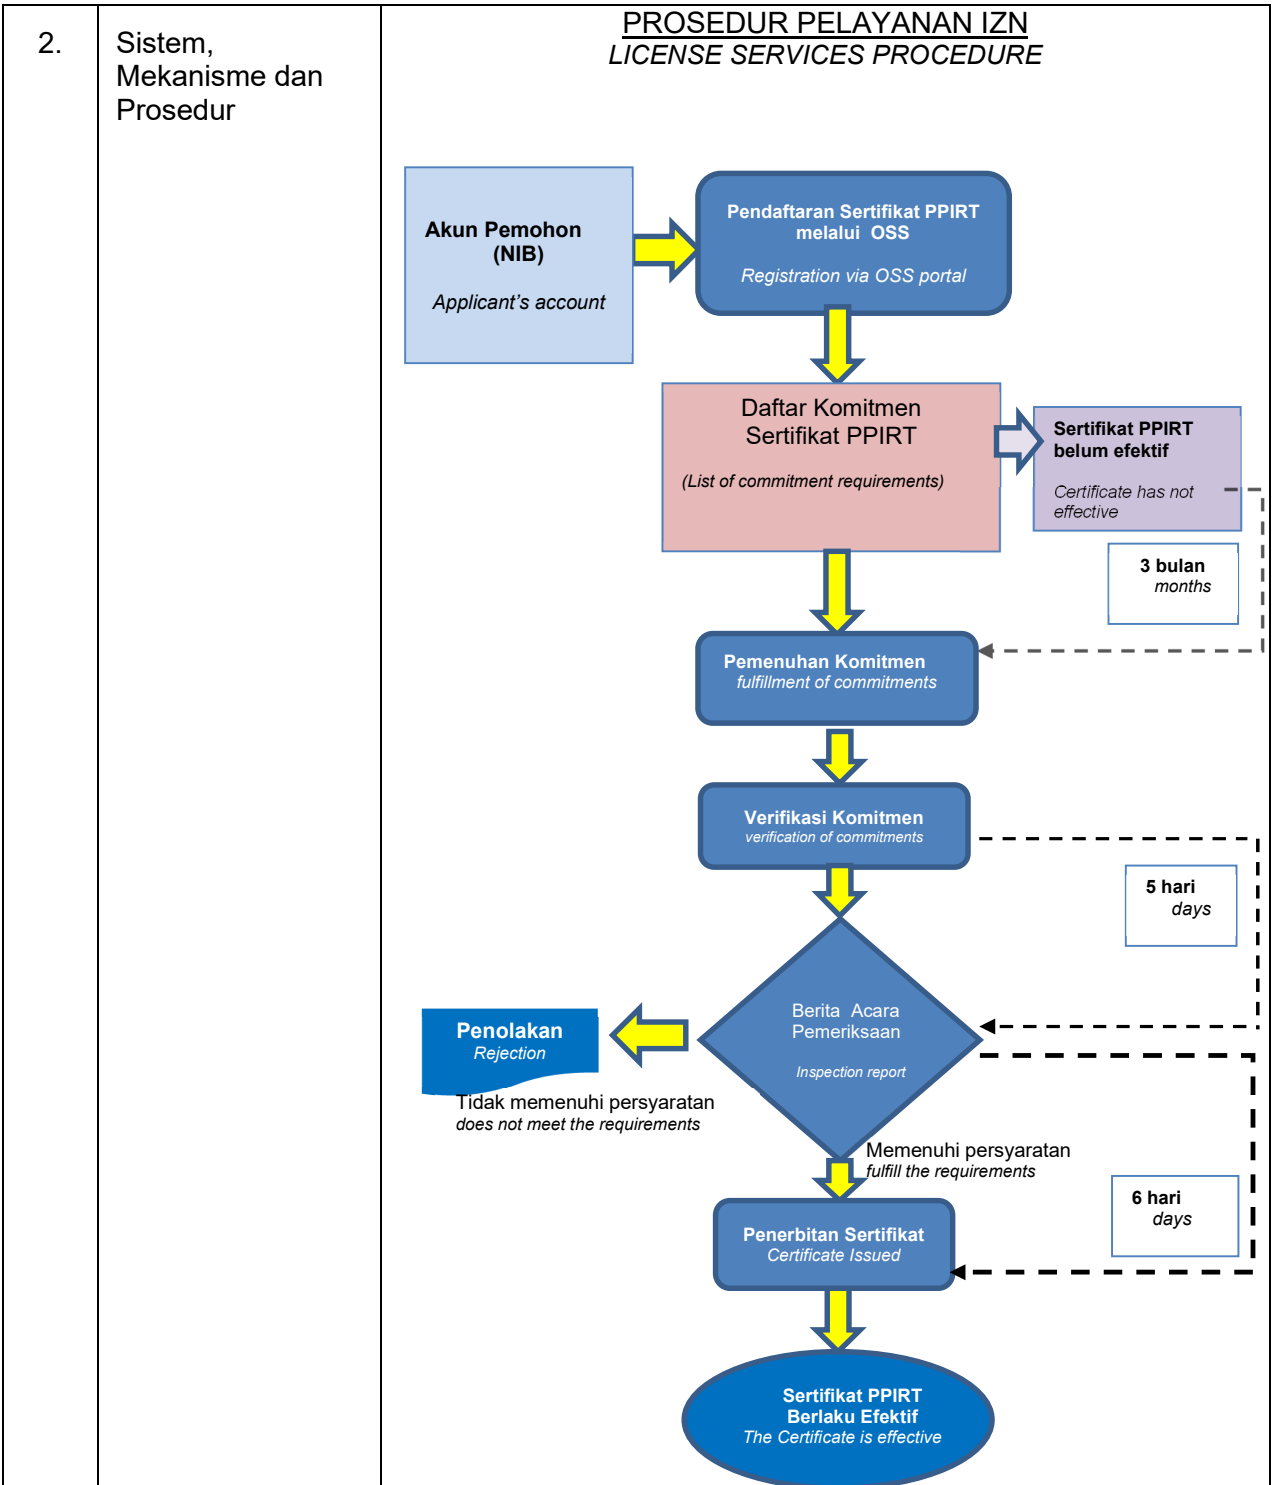 2.
Sistem,
Mekanisme dan
Prosedur
PROSEDUR PELAYANAN IZN
LICENSE SERVICES PROCEDURE
Akun Pemohon
(NIB)
Applicant's account
Pendaftaran Sertifikat PPIRT
melalui OSS
Registration via OSS portal
Daftar Komitmen
Sertifikat PPIRT
(List of commitment requirements)
Sertifikat PPIRT
belum efektif
Certificate has not
effective
3 bulan
months
Pemenuhan Komitmen
fulfillment of commitments
Verifikasi Komitmen
verification of commitments
5 hari
days
Berita Acara
Pemeriksaan
Inspection report
Penolakan
Rejection
Tidak memenuhi persyaratan
does not meet the requirements
Memenuhi persyaratan
fulfill the requirements
6 hari
days
Penerbitan Sertifikat
Certificate Issued
Sertifikat PPIRT
Berlaku Efektif
The Certificate is effective